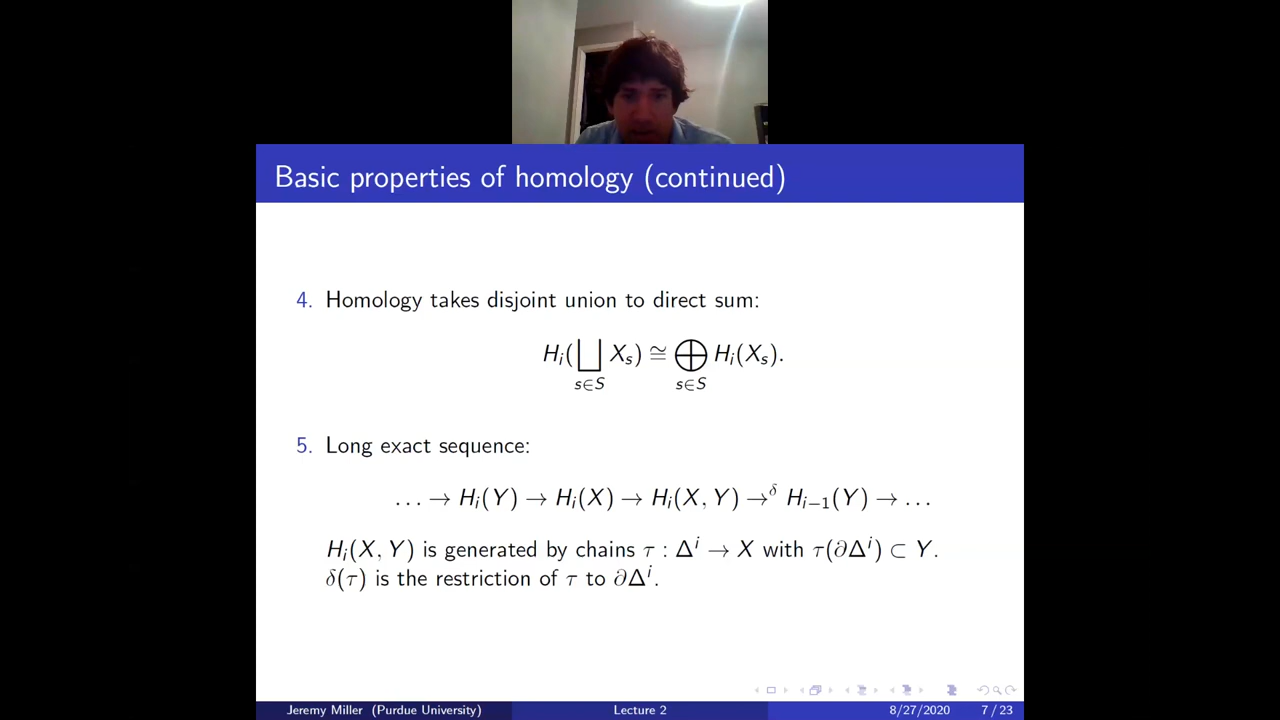 Basic properties of homology (continued)
4. Homology takes disjoint union to direct sum:
H_i(⨆_{s∈S} X_s) ≅ ⨁_{s∈S} H_i(X_s).
5. Long exact sequence:
... → H_i(Y) → H_i(X) → H_i(X, Y) →^δ H_{i−1}(Y) → ...
H_i(X, Y) is generated by chains τ : Δ^i → X with τ(∂Δ^i) ⊂ Y.
δ(τ) is the restriction of τ to ∂Δ^i.
Jeremy Miller (Purdue University) Lecture 2 8/27/2020 7 / 23